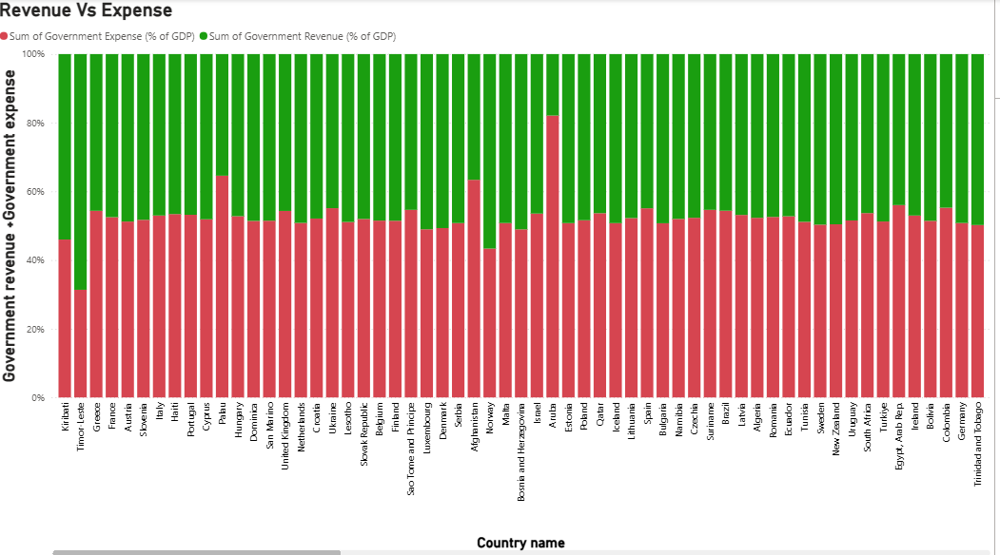 Revenue Vs Expense
Sum of Government Expense (% of GDP) Sum of Government Revenue (% of GDP)
Government revenue +Government expense
100%
80%
60%
40%
20%
0%
Kiribati
Timor-Leste
Greece
France
Austria
Slovenia
Italy
Haiti
Portugal
Cyprus
Palau
Hungary
Dominica
San Marino
United Kingdom
Netherlands
Croatia
Ukraine
Lesotho
Slovak Republic
Belgium
Finland
Sao Tome and Principe
Luxembourg
Denmark
Serbia
Afghanistan
Norway
Malta
Bosnia and Herzegovina
Israel
Aruba
Estonia
Poland
Qatar
Iceland
Lithuania
Spain
Bulgaria
Namibia
Czechia
Suriname
Brazil
Latvia
Algeria
Romania
Ecuador
Tunisia
Sweden
New Zealand
Uruguay
South Africa
Turkiye
Egypt, Arab Rep.
Ireland
Bolivia
Colombia
Germany
Trinidad and Tobago
Country name